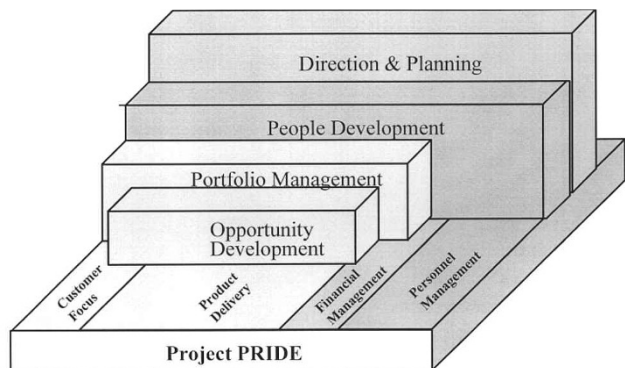 Direction & Planning
People Development
Portfolio Management
Opportunity
Development
Customer
Focus
Product
Delivery
Financial
Management
Personnel
Management
Project PRIDE